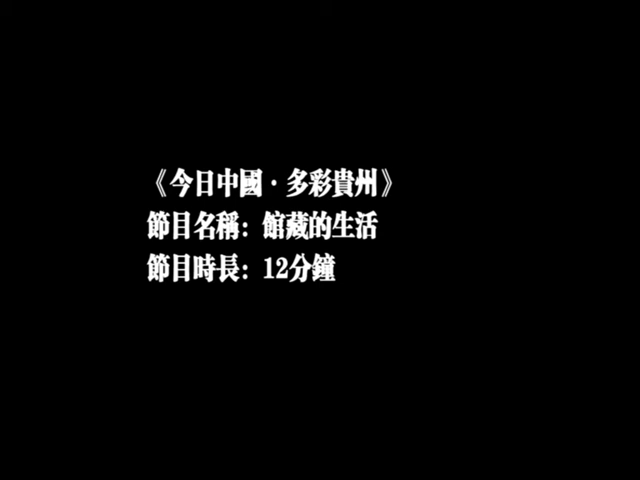 《今日中國·多彩貴州》
節目名稱：館藏的生活
節目時長：12分鐘